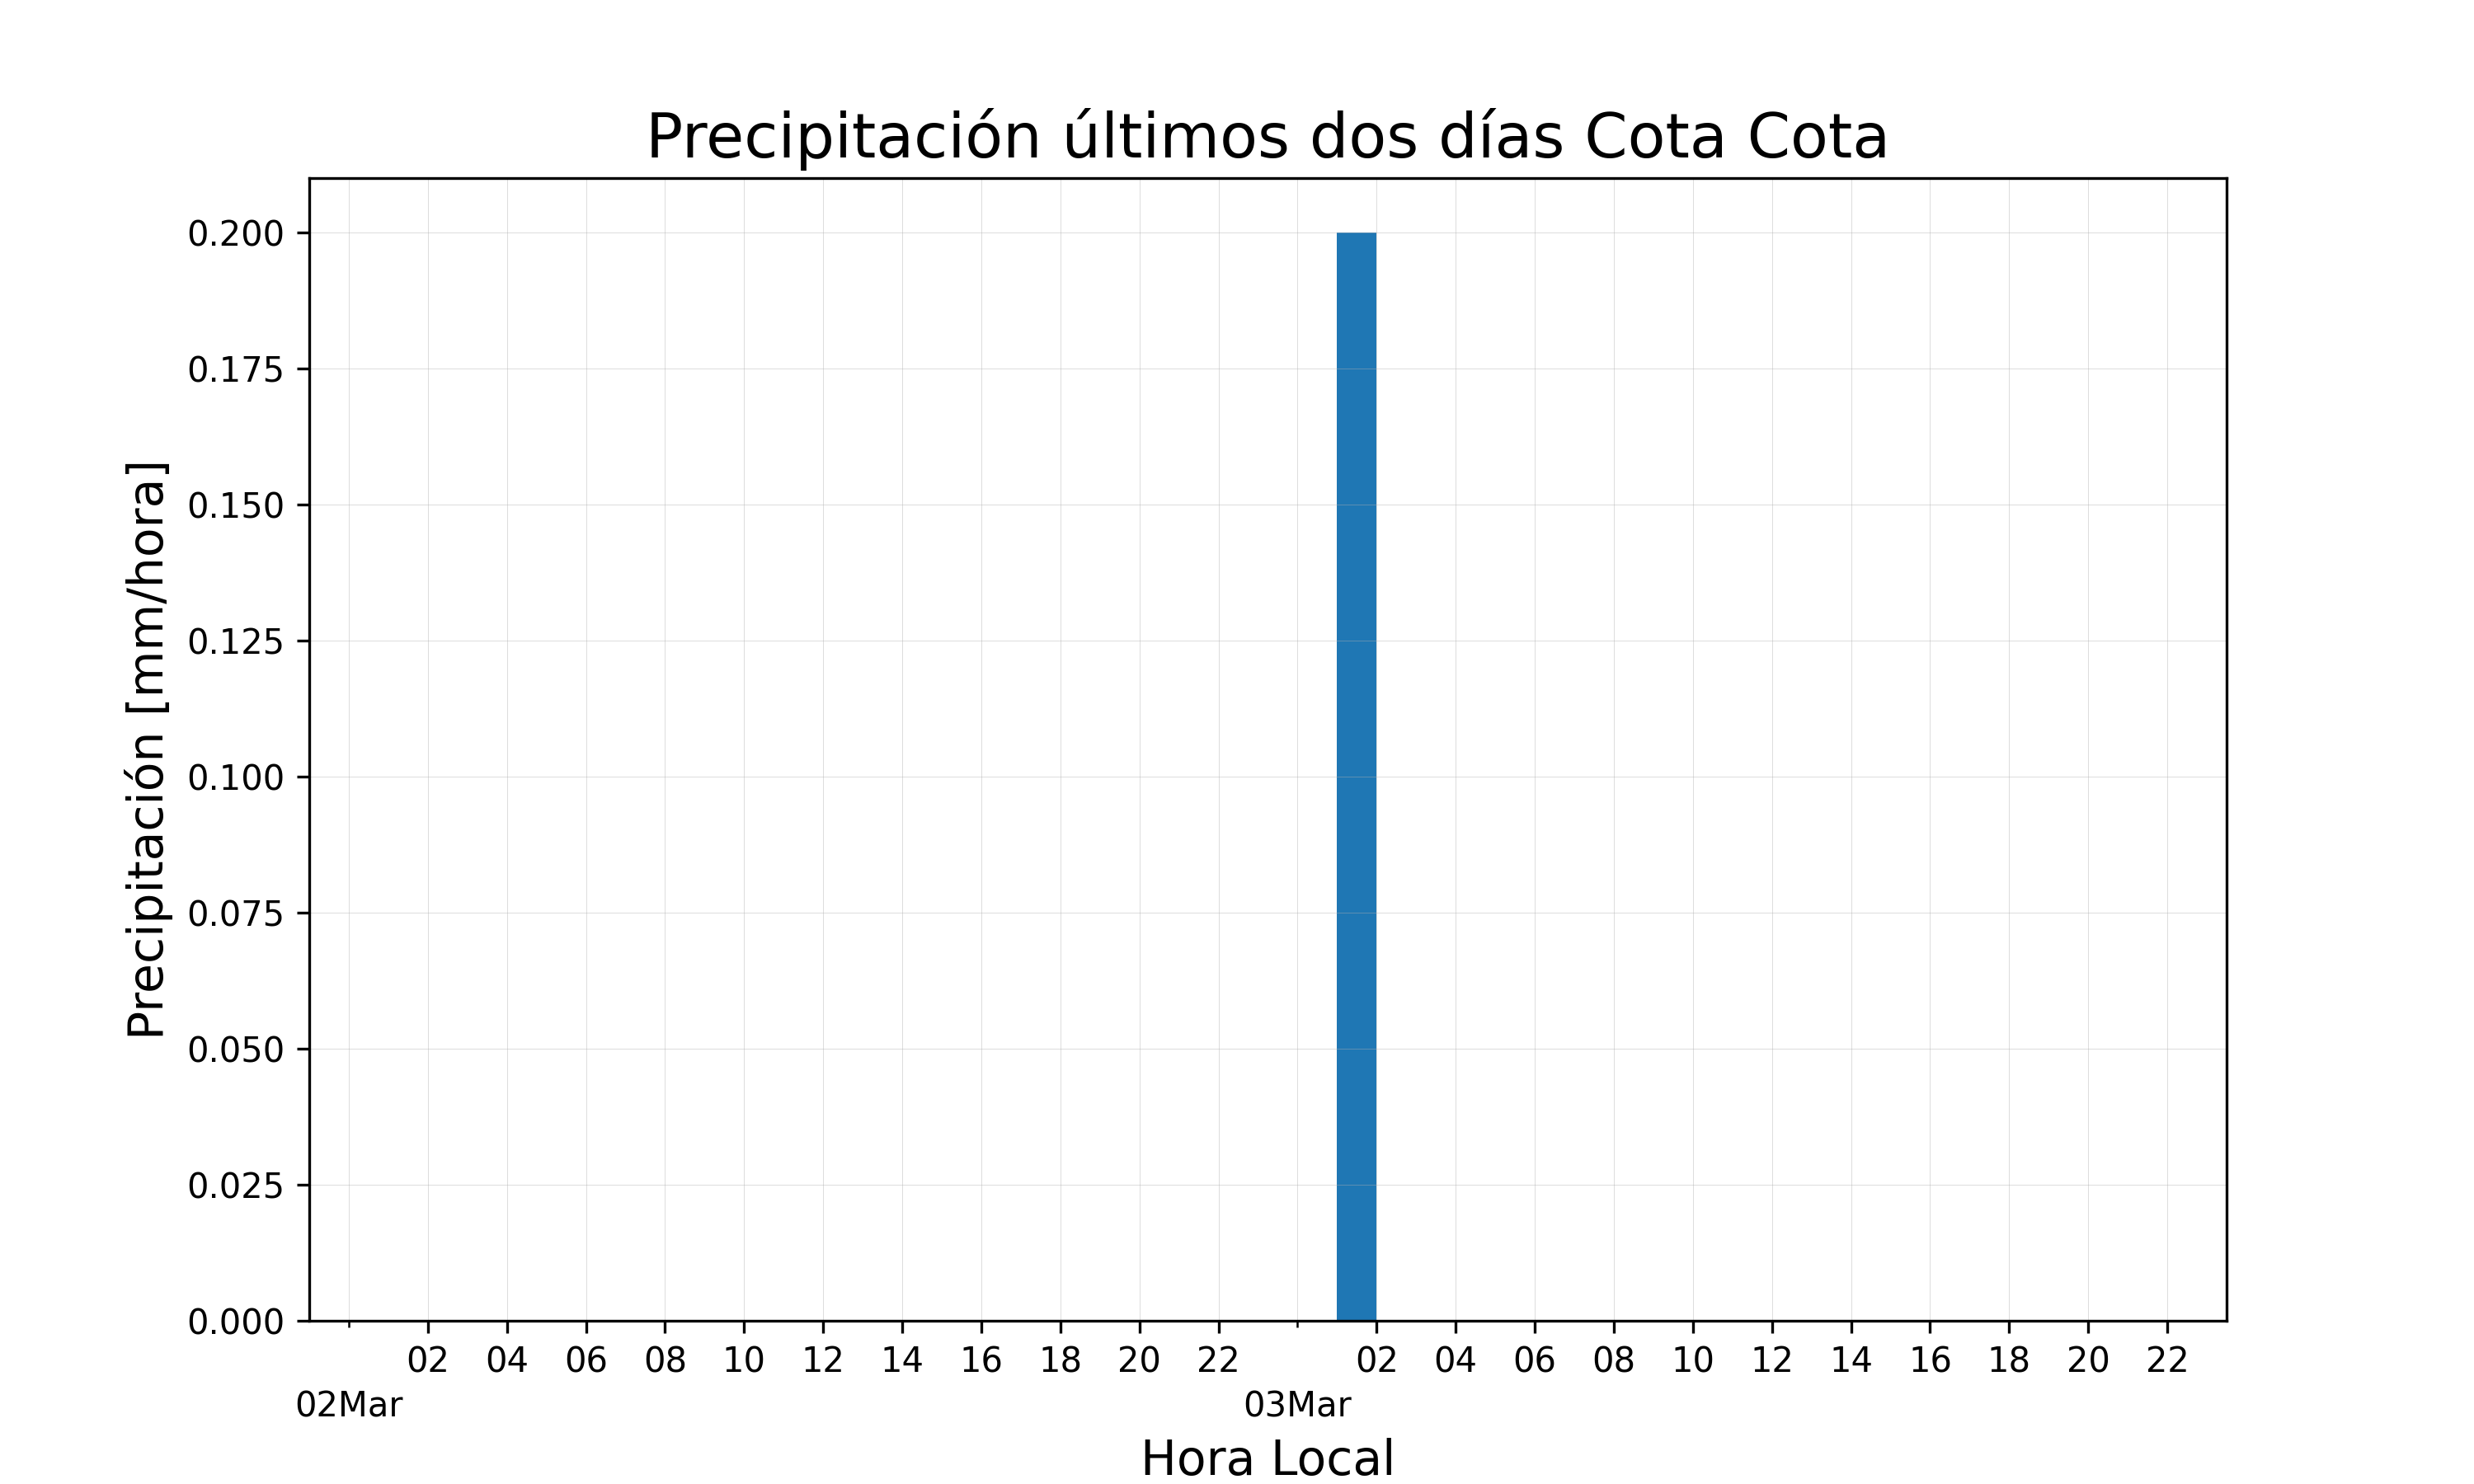 Precipitación últimos dos días Cota Cota
Precipitación [mm/hora]
0.200
0.175
0.150
0.125
0.100
0.075
0.050
0.025
0.000
02 04 06 08 10 12 14 16 18 20 22 02 04 06 08 10 12 14 16 18 20 22
02Mar 03Mar
Hora Local